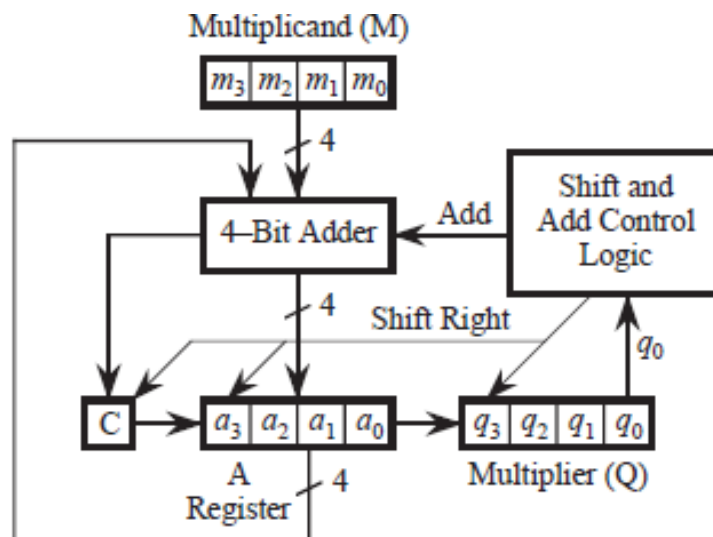 Multiplicand (M)
m3 m2 m1 m0
4
Shift and
Add Control
Logic
Add
4–Bit Adder
4
Shift Right
q0
C
a3 a2 a1 a0
q3 q2 q1 q0
A
Register
4
Multiplier (Q)